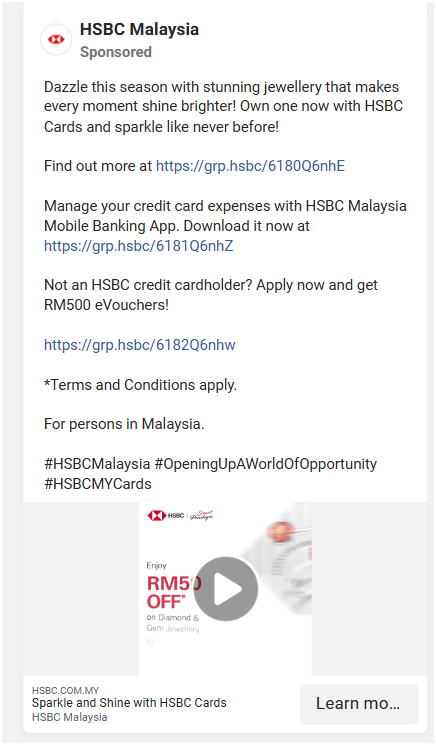 HSBC Malaysia
Sponsored
Dazzle this season with stunning jewellery that makes
every moment shine brighter! Own one now with HSBC
Cards and sparkle like never before!
Find out more at https://grp.hsbc/6180Q6nhE
Manage your credit card expenses with HSBC Malaysia
Mobile Banking App. Download it now at
https://grp.hsbc/6181Q6nhZ
Not an HSBC credit cardholder? Apply now and get
RM500 eVouchers!
https://grp.hsbc/6182Q6nhw
*Terms and Conditions apply.
For persons in Malaysia.
#HSBCMalaysia #OpeningUpAWorldOfOpportunity
#HSBCMYCards
HSBC
Enjoy
RM50
OFF*
on Diamond &
Gem Jewellery
HSBC.COM.MY
Sparkle and Shine with HSBC Cards
HSBC Malaysia
Learn mo...